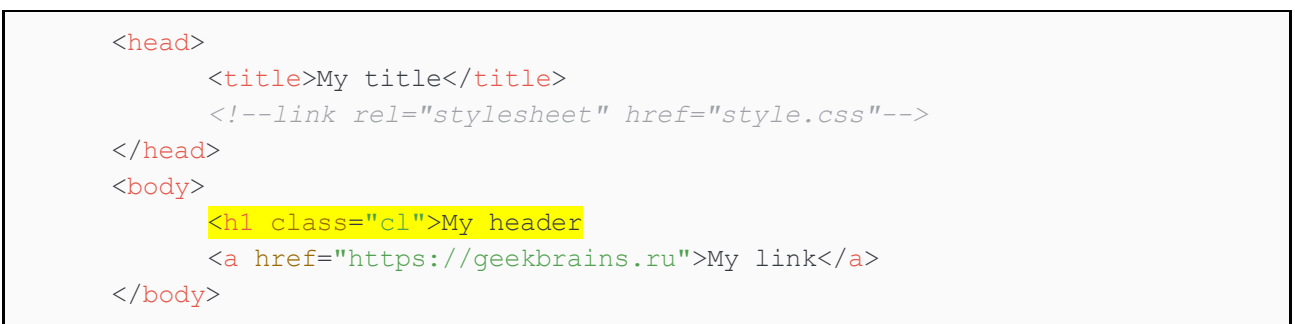 <head>
<title>My title</title>
<!--link rel="stylesheet" href="style.css"-->
</head>
<body>
<h1 class="cl">My header
<a href="https://geekbrains.ru">My link</a>
</body>